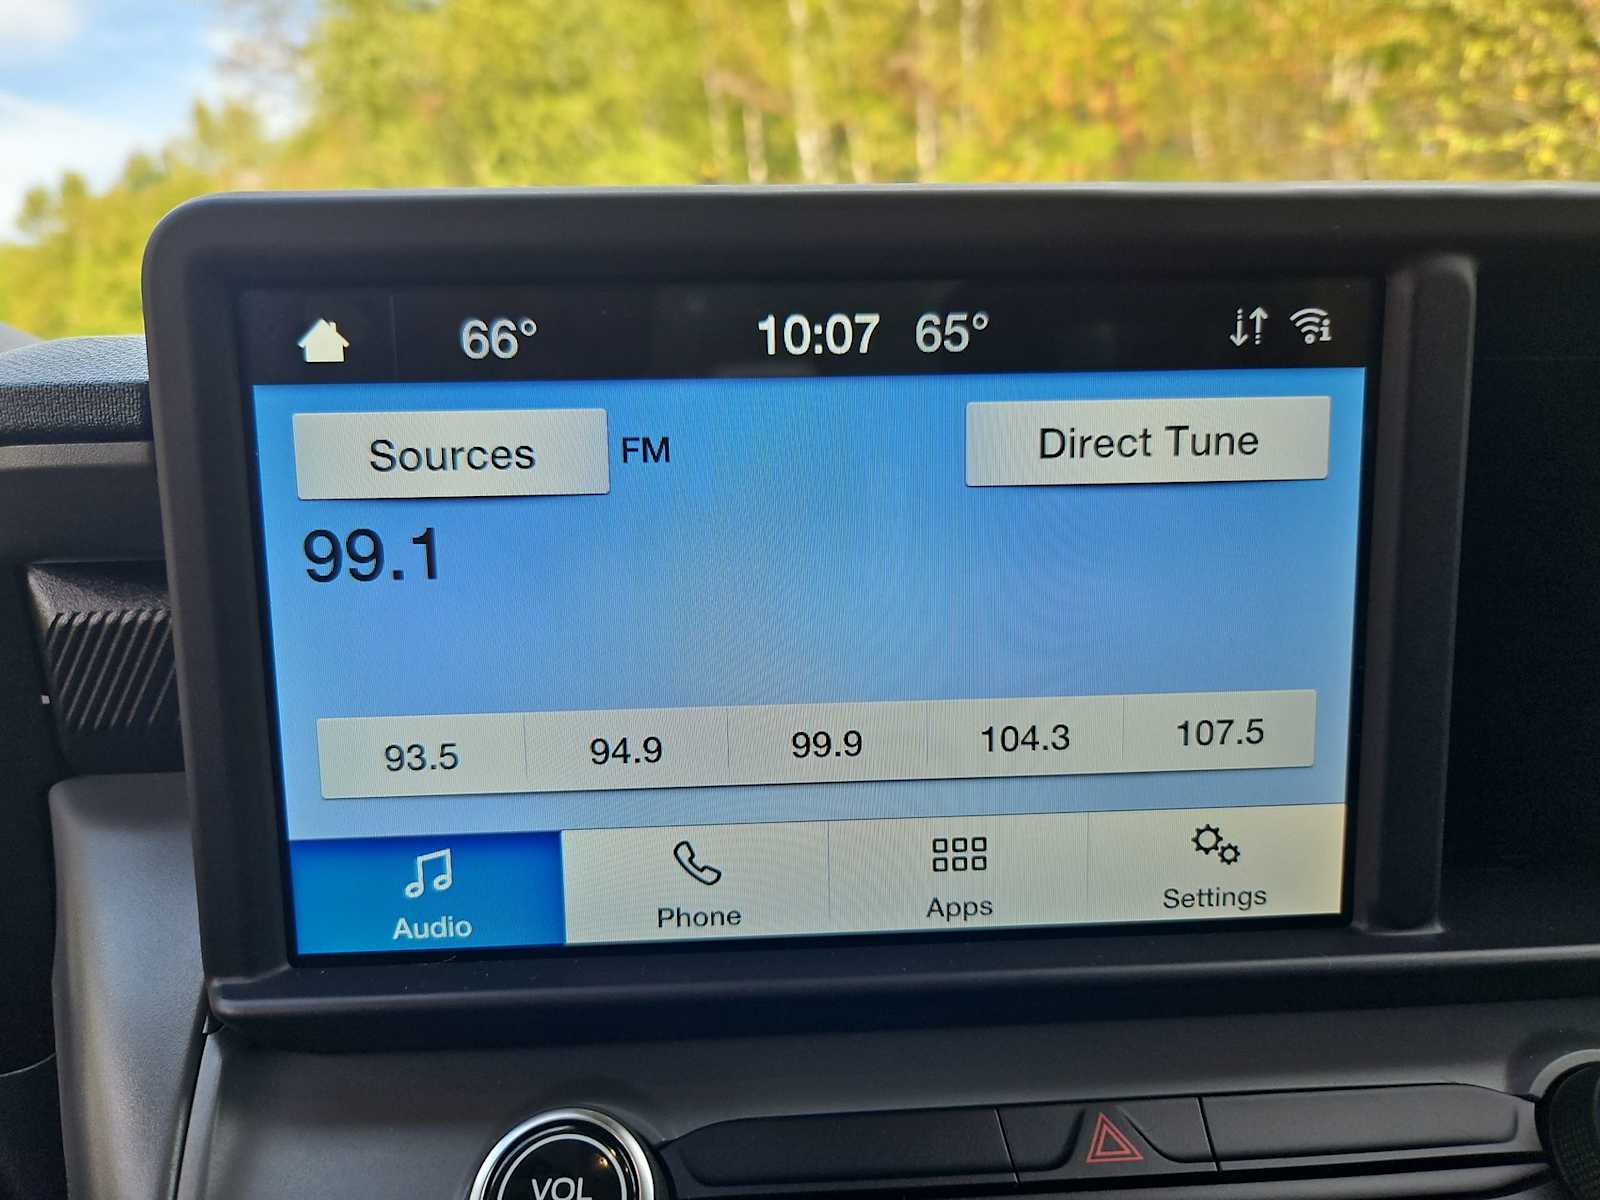 66° 10:07 65°
Sources FM Direct Tune
99.1
93.5 94.9 99.9 104.3 107.5
Audio Phone Apps Settings
VOL